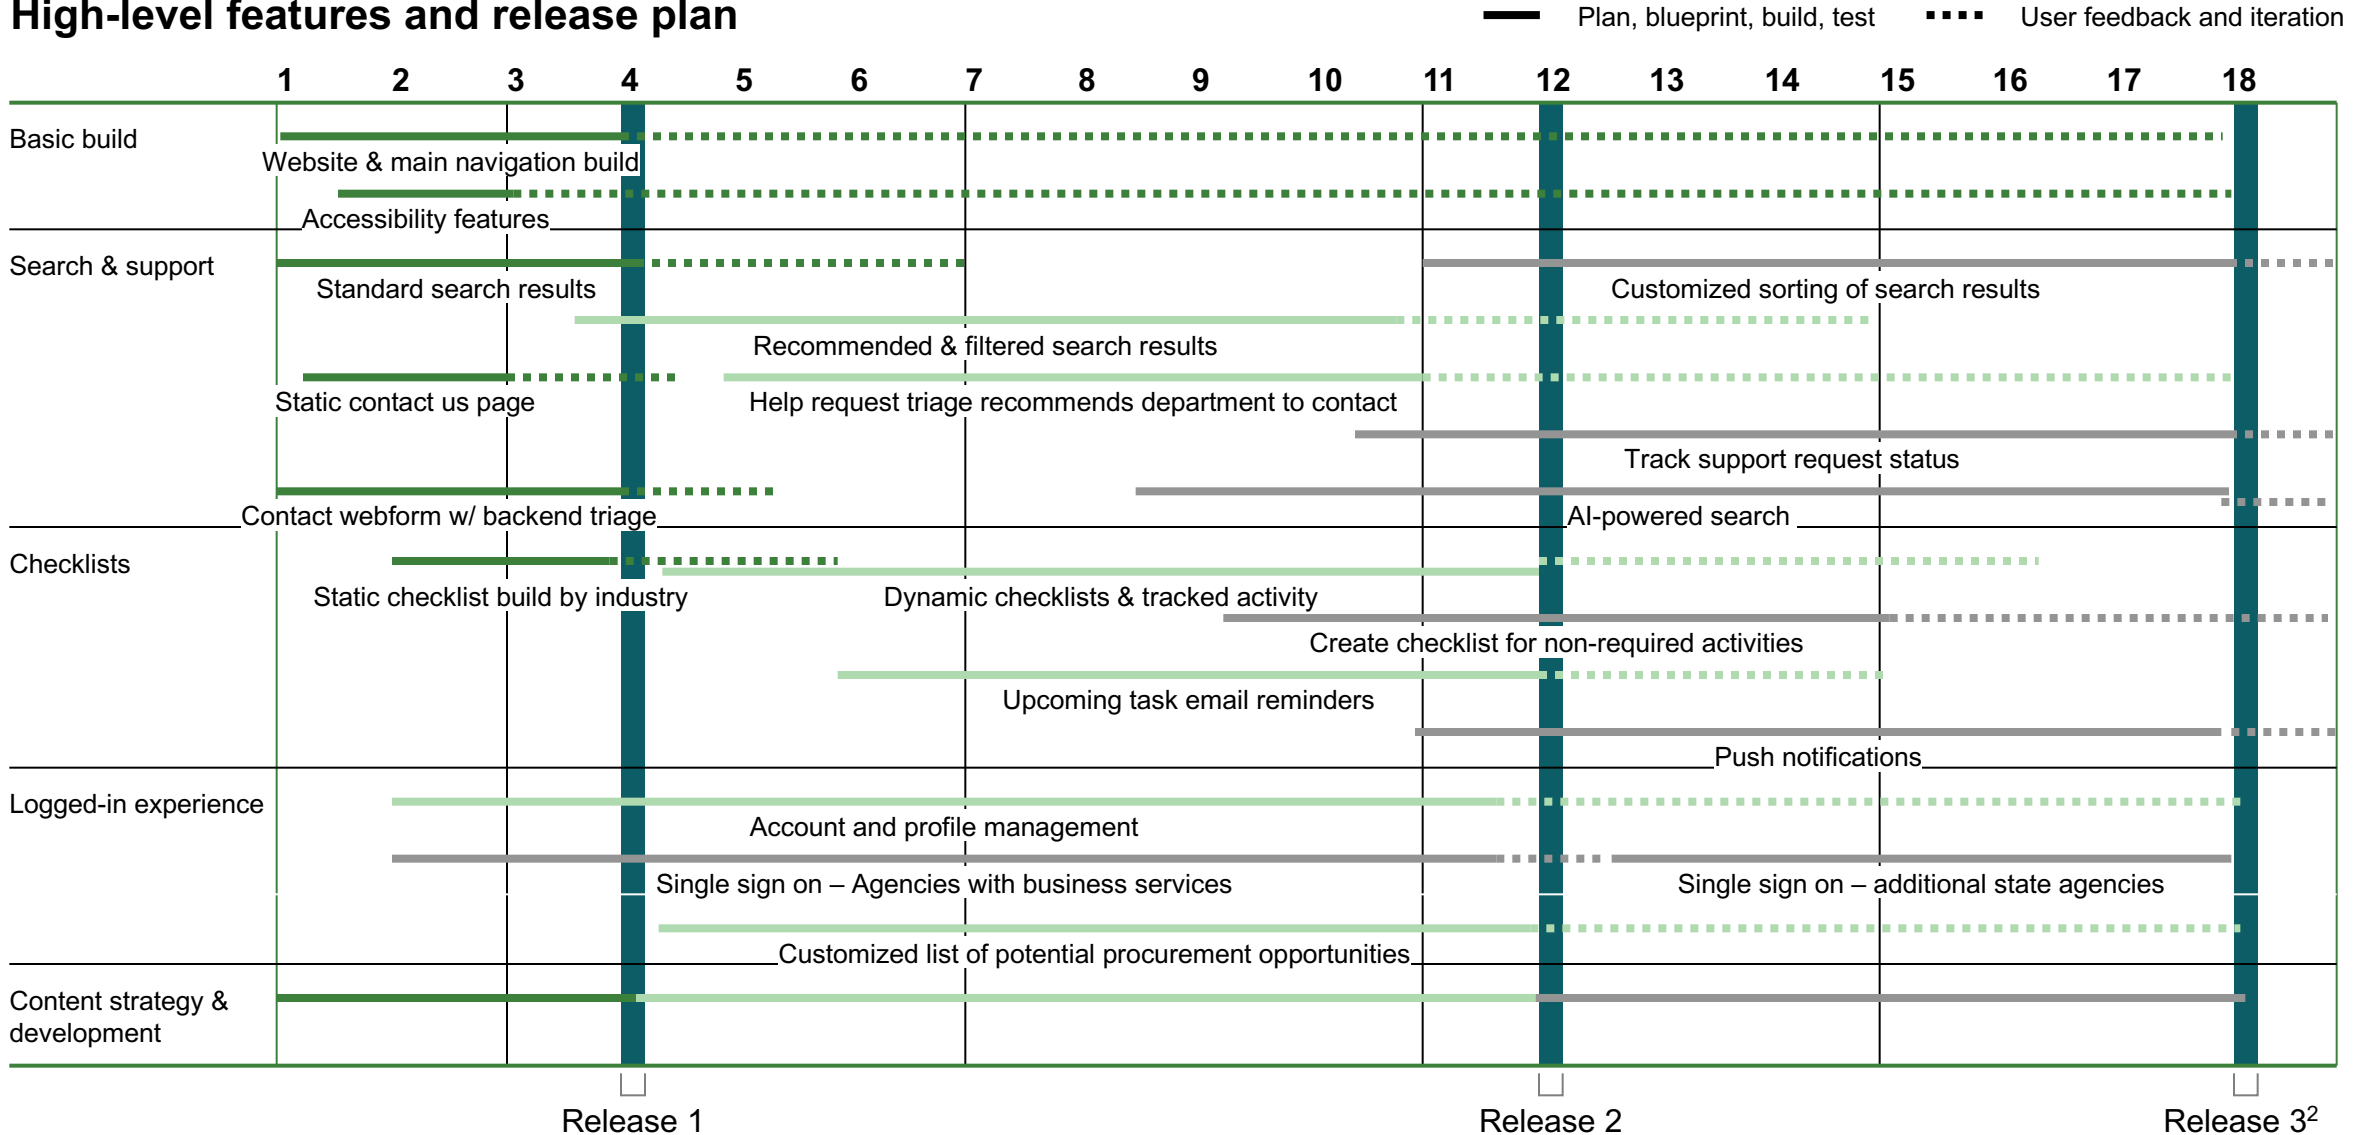 High-level features and release plan
Plan, blueprint, build, test
User feedback and iteration
1 2 3 4 5 6 7 8 9 10 11 12 13 14 15 16 17 18
Basic build
Website & main navigation build
Accessibility features
Search & support
Standard search results
Customized sorting of search results
Recommended & filtered search results
Static contact us page
Help request triage recommends department to contact
Track support request status
Contact webform w/ backend triage
AI-powered search
Checklists
Static checklist build by industry
Dynamic checklists & tracked activity
Create checklist for non-required activities
Upcoming task email reminders
Push notifications
Logged-in experience
Account and profile management
Single sign on – Agencies with business services
Single sign on – additional state agencies
Customized list of potential procurement opportunities
Content strategy &
development
Release 1
Release 2
Release 3²